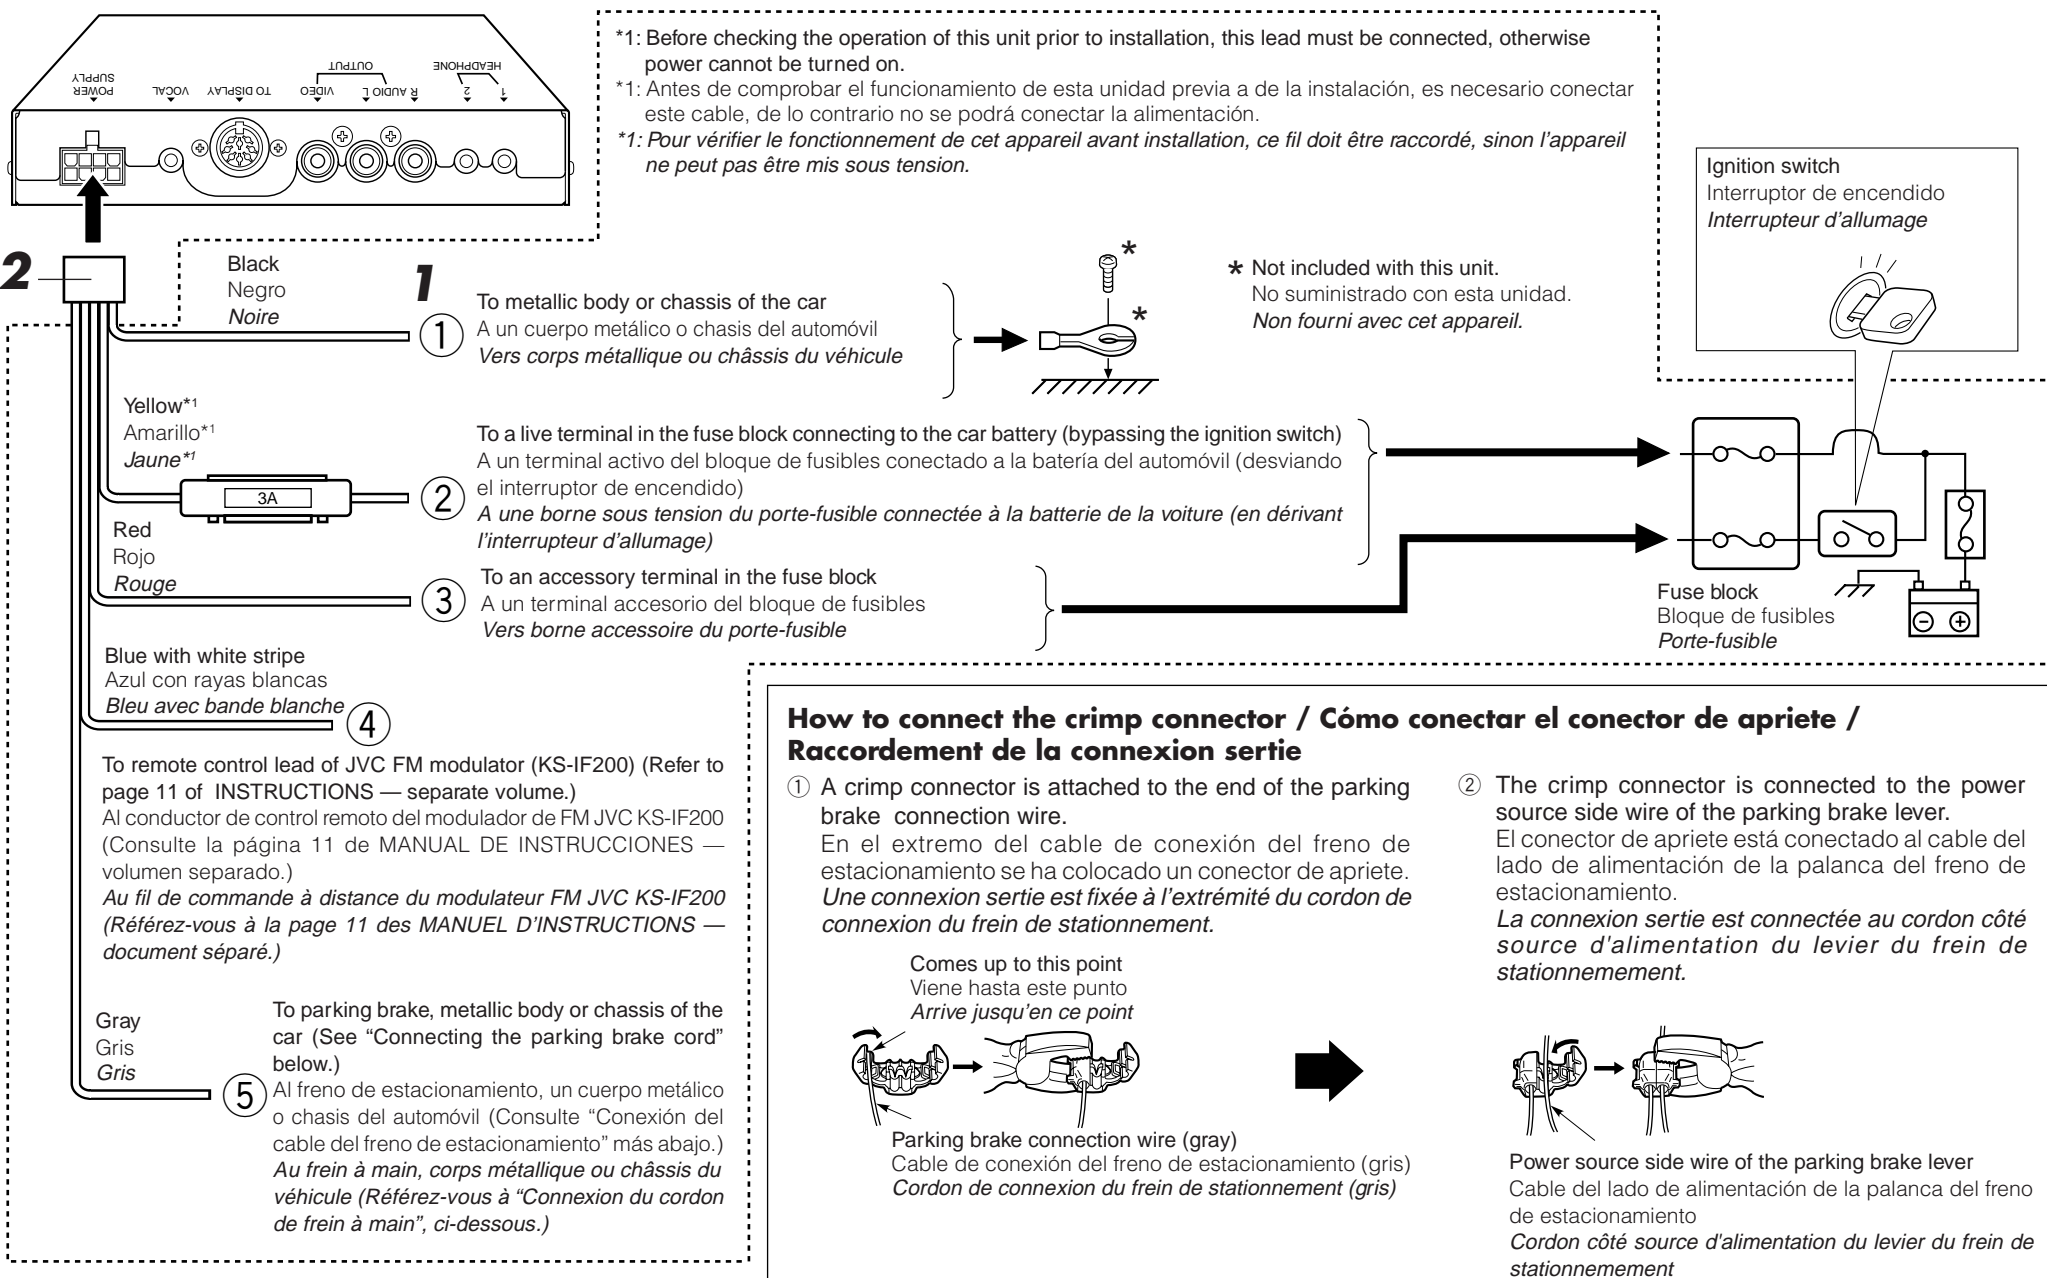 POWER
SUPPLY
VOCAL
TO DISPLAY
VIDEO
OUTPUT
R AUDIO L
HEADPHONE
2
1
*1: Before checking the operation of this unit prior to installation, this lead must be connected, otherwise
power cannot be turned on.
*1: Antes de comprobar el funcionamiento de esta unidad previa a de la instalación, es necesario conectar
este cable, de lo contrario no se podrá conectar la alimentación.
*1: Pour vérifier le fonctionnement de cet appareil avant installation, ce fil doit être raccordé, sinon l'appareil
ne peut pas être mis sous tension.
Ignition switch
Interruptor de encendido
Interrupteur d'allumage
2
Black
Negro
Noire
1
①
To metallic body or chassis of the car
A un cuerpo metálico o chasis del automóvil
Vers corps métallique ou châssis du véhicule
*
*
* Not included with this unit.
No suministrado con esta unidad.
Non fourni avec cet appareil.
Yellow*1
Amarillo*1
Jaune*1
3A
②
To a live terminal in the fuse block connecting to the car battery (bypassing the ignition switch)
A un terminal activo del bloque de fusibles conectado a la batería del automóvil (desviando
el interruptor de encendido)
A une borne sous tension du porte-fusible connectée à la batterie de la voiture (en dérivant
l'interrupteur d'allumage)
Red
Rojo
Rouge
③
To an accessory terminal in the fuse block
A un terminal accesorio del bloque de fusibles
Vers borne accessoire du porte-fusible
Fuse block
Bloque de fusibles
Porte-fusible
− +
Blue with white stripe
Azul con rayas blancas
Bleu avec bande blanche
④
To remote control lead of JVC FM modulator (KS-IF200) (Refer to
page 11 of INSTRUCTIONS — separate volume.)
Al conductor de control remoto del modulador de FM JVC KS-IF200
(Consulte la página 11 de MANUAL DE INSTRUCCIONES —
volumen separado.)
Au fil de commande à distance du modulateur FM JVC KS-IF200
(Référez-vous à la page 11 des MANUEL D'INSTRUCTIONS —
document séparé.)
Gray
Gris
Gris
⑤
To parking brake, metallic body or chassis of the
car (See “Connecting the parking brake cord”
below.)
Al freno de estacionamiento, un cuerpo metálico
o chasis del automóvil (Consulte “Conexión del
cable del freno de estacionamiento” más abajo.)
Au frein à main, corps métallique ou châssis du
véhicule (Référez-vous à “Connexion du cordon
de frein à main”, ci-dessous.)
How to connect the crimp connector / Cómo conectar el conector de apriete /
Raccordement de la connexion sertie
① A crimp connector is attached to the end of the parking
brake connection wire.
En el extremo del cable de conexión del freno de
estacionamiento se ha colocado un conector de apriete.
Une connexion sertie est fixée à l'extrémité du cordon de
connexion du frein de stationnement.
Comes up to this point
Viene hasta este punto
Arrive jusqu'en ce point
Parking brake connection wire (gray)
Cable de conexión del freno de estacionamiento (gris)
Cordon de connexion du frein de stationnement (gris)
② The crimp connector is connected to the power
source side wire of the parking brake lever.
El conector de apriete está conectado al cable del
lado de alimentación de la palanca del freno de
estacionamiento.
La connexion sertie est connectée au cordon côté
source d'alimentation du levier du frein de
stationnemement.
Power source side wire of the parking brake lever
Cable del lado de alimentación de la palanca del freno
de estacionamiento
Cordon côté source d'alimentation du levier du frein de
stationnemement